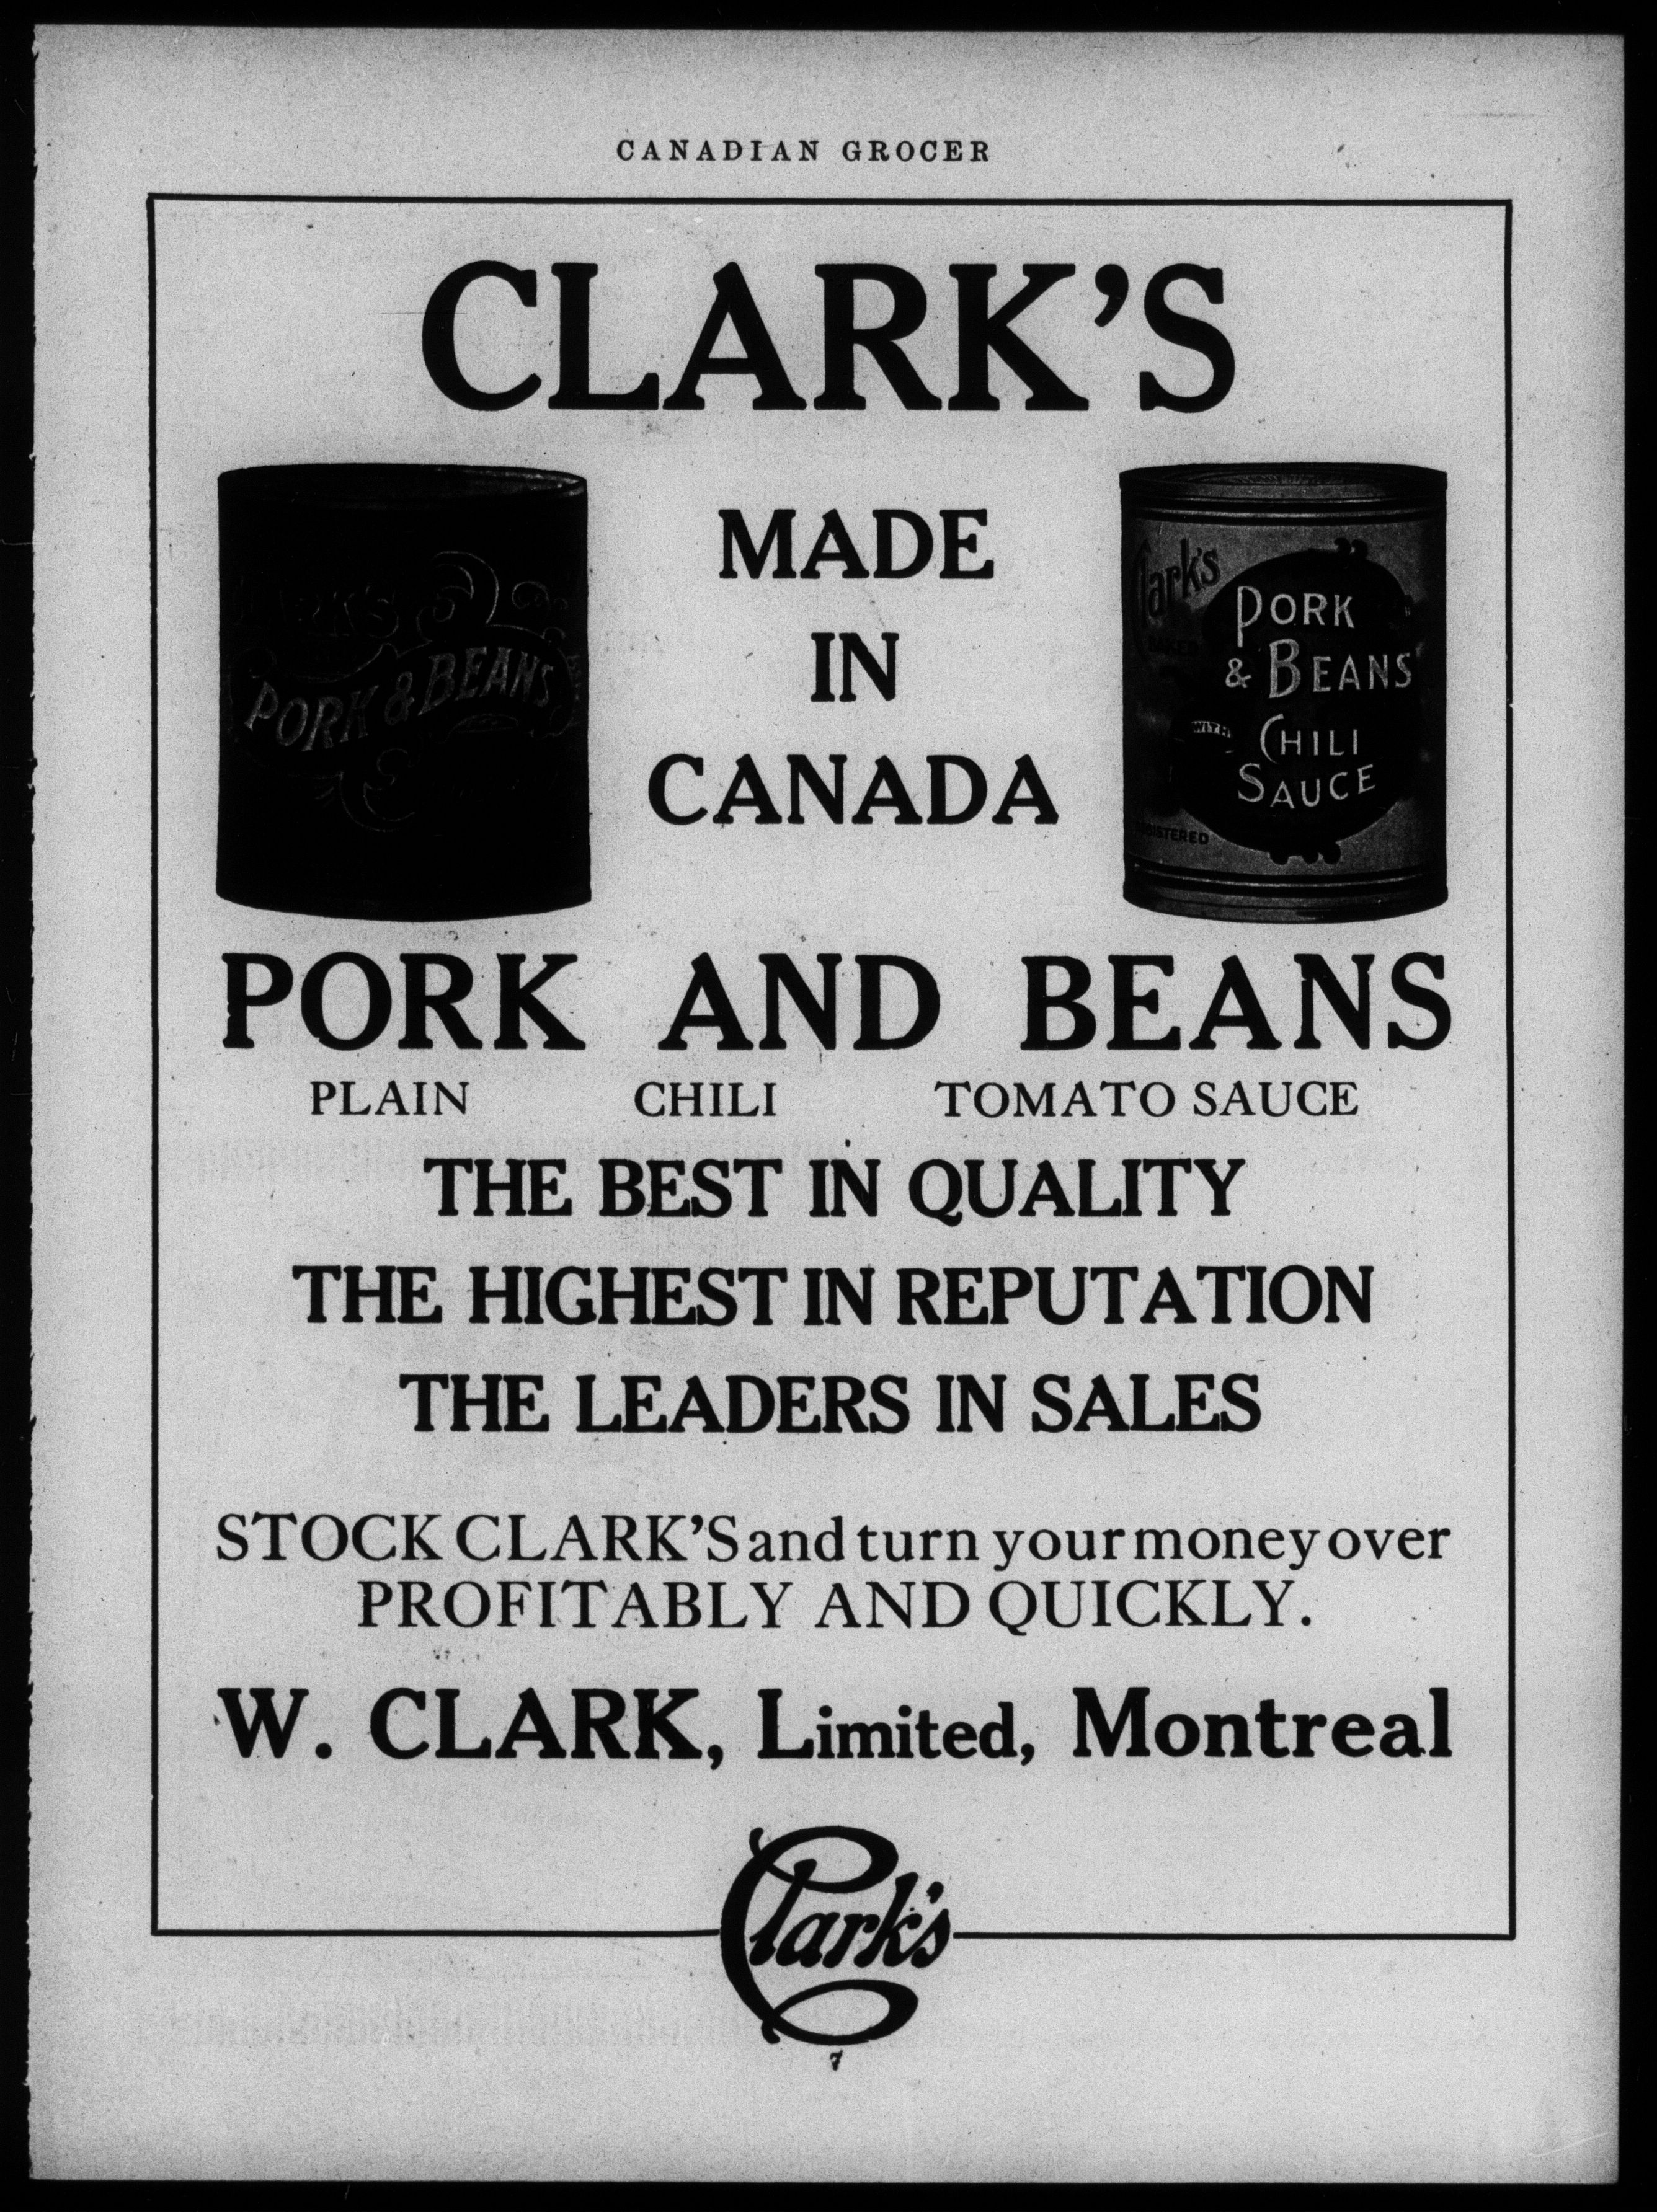 CANADIAN GROCER
CLARK'S
MADE
IN
CANADA
PORK & BEANS
Clark's
PORK
& BEANS
WITH
CHILI
SAUCE
PORK AND BEANS
PLAIN CHILI TOMATO SAUCE
THE BEST IN QUALITY
THE HIGHEST IN REPUTATION
THE LEADERS IN SALES
STOCK CLARK'S and turn your money over
PROFITABLY AND QUICKLY.
W. CLARK, Limited, Montreal
Clark's
7